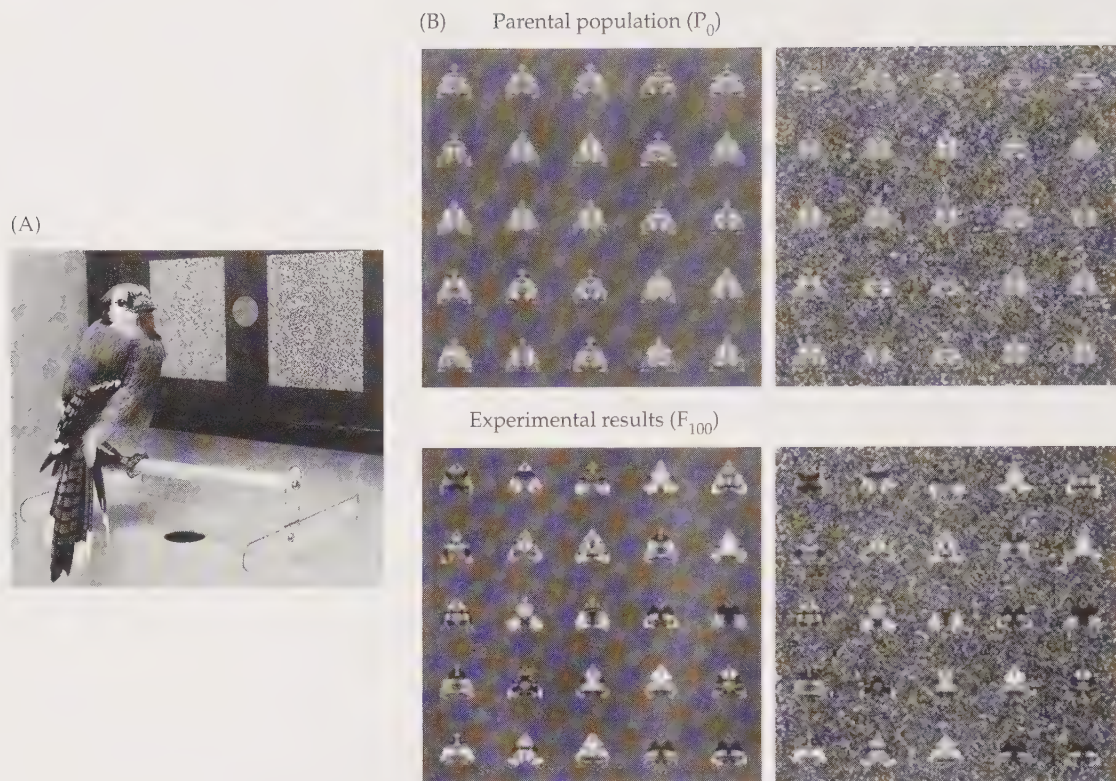 (B) Parental population (P₀)
(A)
Experimental results (F₁₀₀)